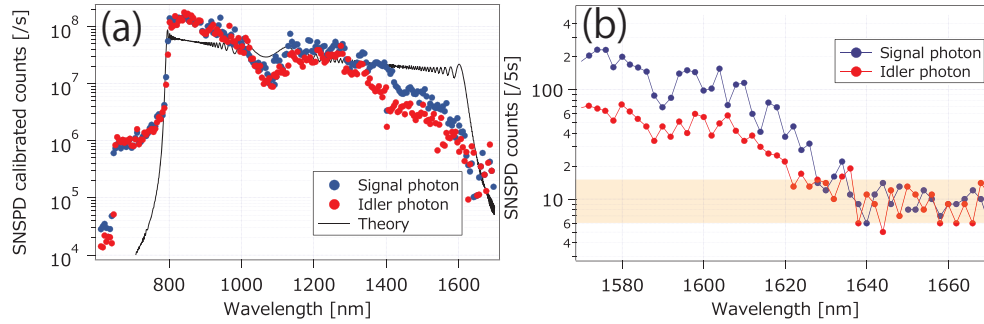 (a)
SNSPD calibrated counts [/s]
10^8
10^7
10^6
10^5
10^4
Signal photon
Idler photon
Theory
800 1000 1200 1400 1600
Wavelength [nm]
(b)
SNSPD counts [/5s]
4
2
100
6
4
2
10
6
4
Signal photon
Idler photon
1580 1600 1620 1640 1660
Wavelength [nm]